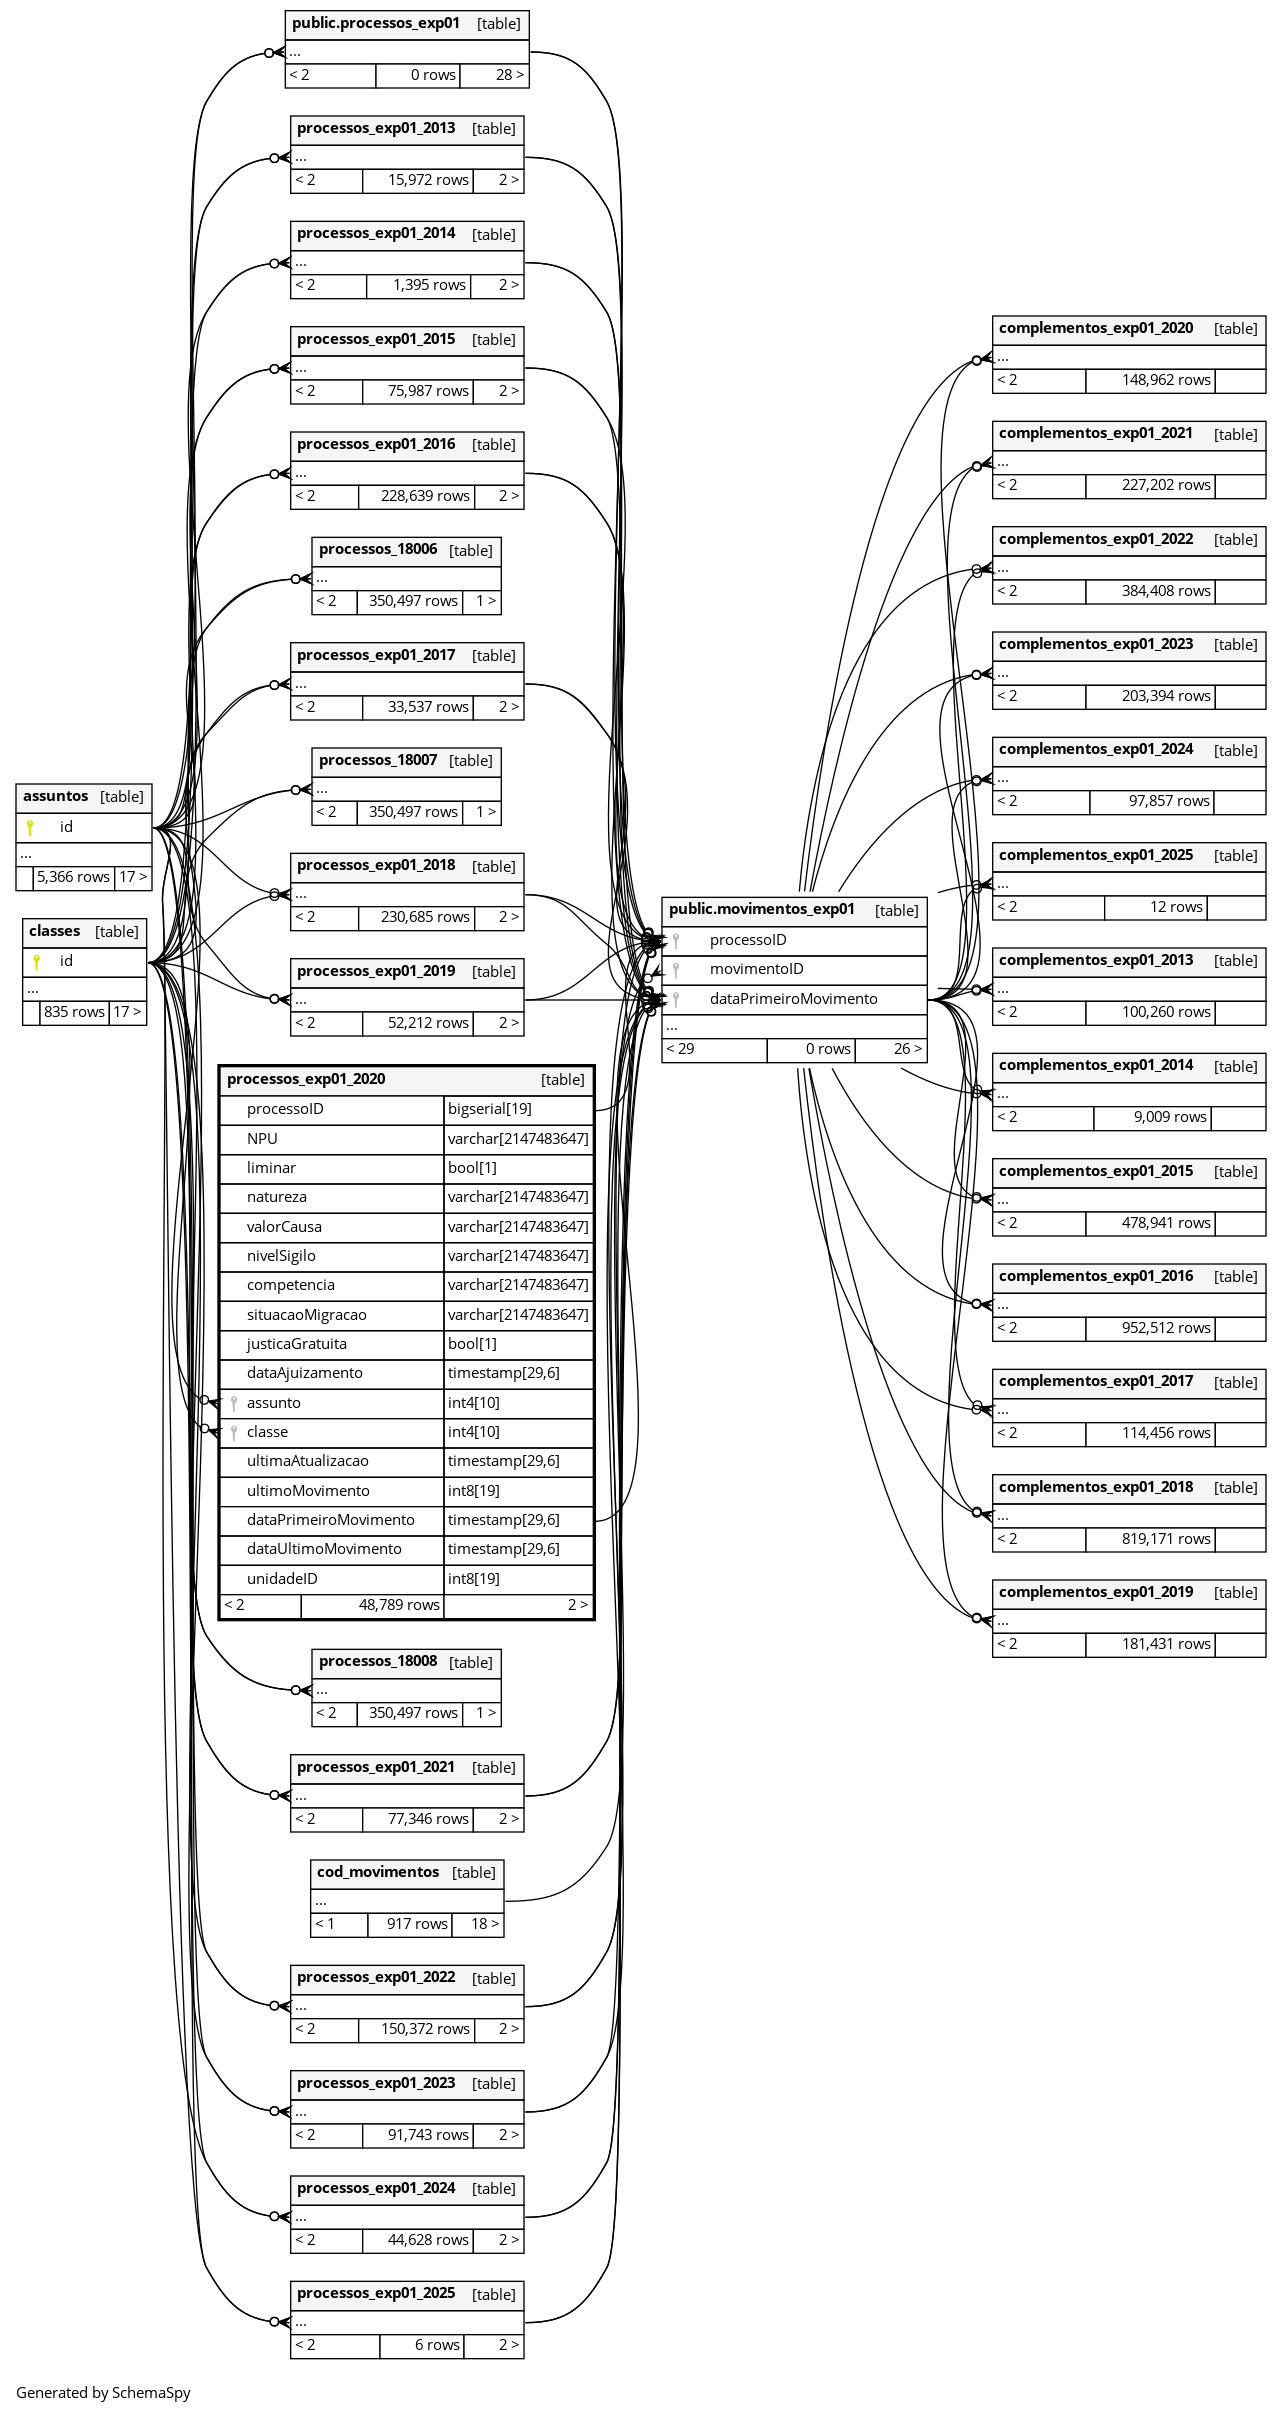 public.processos_exp01 [table]
...
< 2 0 rows 28 >
processos_exp01_2013 [table]
...
< 2 15,972 rows 2 >
processos_exp01_2014 [table]
...
< 2 1,395 rows 2 >
processos_exp01_2015 [table]
...
< 2 75,987 rows 2 >
processos_exp01_2016 [table]
...
< 2 228,639 rows 2 >
processos_18006 [table]
...
< 2 350,497 rows 1 >
processos_exp01_2017 [table]
...
< 2 33,537 rows 2 >
processos_18007 [table]
...
< 2 350,497 rows 1 >
assuntos [table]
id
...
5,366 rows 17 >
processos_exp01_2018 [table]
...
< 2 230,685 rows 2 >
classes [table]
id
...
835 rows 17 >
processos_exp01_2019 [table]
...
< 2 52,212 rows 2 >
processos_exp01_2020 [table]
processoID bigserial[19]
NPU varchar[2147483647]
liminar bool[1]
natureza varchar[2147483647]
valorCausa varchar[2147483647]
nivelSigilo varchar[2147483647]
competencia varchar[2147483647]
situacaoMigracao varchar[2147483647]
justicaGratuita bool[1]
dataAjuizamento timestamp[29,6]
assunto int4[10]
classe int4[10]
ultimaAtualizacao timestamp[29,6]
ultimoMovimento int8[19]
dataPrimeiroMovimento timestamp[29,6]
dataUltimoMovimento timestamp[29,6]
unidadeID int8[19]
< 2 48,789 rows 2 >
processos_18008 [table]
...
< 2 350,497 rows 1 >
processos_exp01_2021 [table]
...
< 2 77,346 rows 2 >
cod_movimentos [table]
...
< 1 917 rows 18 >
processos_exp01_2022 [table]
...
< 2 150,372 rows 2 >
processos_exp01_2023 [table]
...
< 2 91,743 rows 2 >
processos_exp01_2024 [table]
...
< 2 44,628 rows 2 >
processos_exp01_2025 [table]
...
< 2 6 rows 2 >
public.movimentos_exp01 [table]
processoID
movimentoID
dataPrimeiroMovimento
...
< 29 0 rows 26 >
complementos_exp01_2020 [table]
...
< 2 148,962 rows
complementos_exp01_2021 [table]
...
< 2 227,202 rows
complementos_exp01_2022 [table]
...
< 2 384,408 rows
complementos_exp01_2023 [table]
...
< 2 203,394 rows
complementos_exp01_2024 [table]
...
< 2 97,857 rows
complementos_exp01_2025 [table]
...
< 2 12 rows
complementos_exp01_2013 [table]
...
< 2 100,260 rows
complementos_exp01_2014 [table]
...
< 2 9,009 rows
complementos_exp01_2015 [table]
...
< 2 478,941 rows
complementos_exp01_2016 [table]
...
< 2 952,512 rows
complementos_exp01_2017 [table]
...
< 2 114,456 rows
complementos_exp01_2018 [table]
...
< 2 819,171 rows
complementos_exp01_2019 [table]
...
< 2 181,431 rows
Generated by SchemaSpy